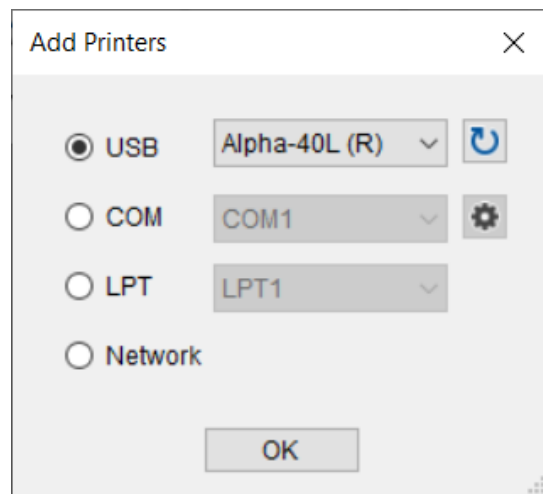 Add Printers
USB Alpha-40L (R)
COM COM1
LPT LPT1
Network
OK